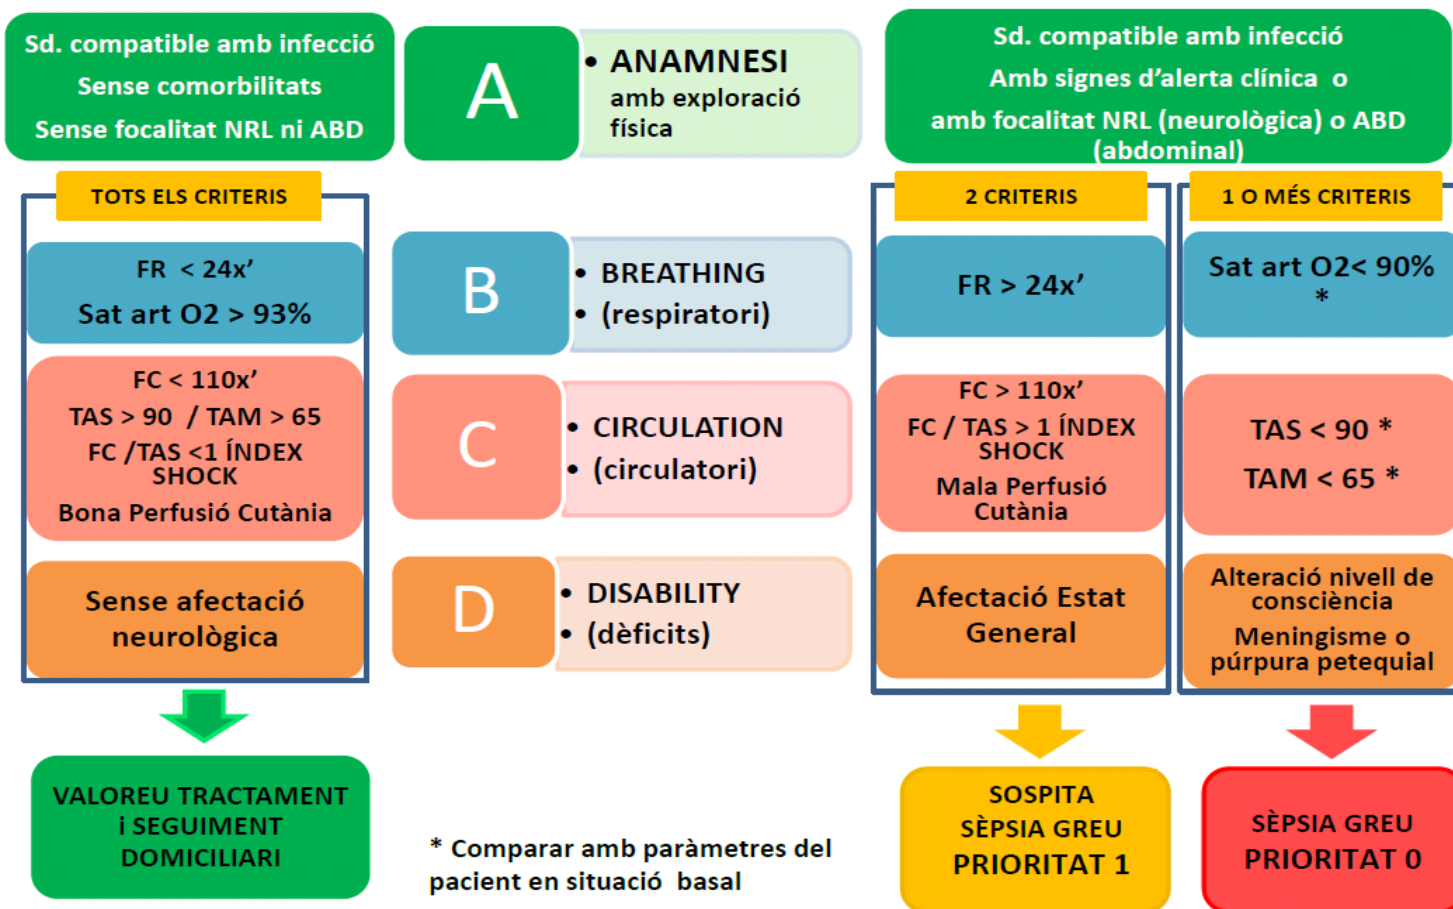 Sd. compatible amb infecció
Sense comorbilitats
Sense focalitat NRL ni ABD
A
• ANAMNESI
amb exploració
física
Sd. compatible amb infecció
Amb signes d'alerta clínica o
amb focalitat NRL (neurològica) o ABD
(abdominal)
TOTS ELS CRITERIS
2 CRITERIS
1 O MÉS CRITERIS
FR < 24x'
Sat art O2 > 93%
B
• BREATHING
• (respiratori)
FR > 24x'
Sat art O2< 90%
*
FC < 110x'
TAS > 90 / TAM > 65
FC /TAS <1 ÍNDEX
SHOCK
Bona Perfusió Cutània
C
• CIRCULATION
• (circulatori)
FC > 110x'
FC / TAS > 1 ÍNDEX
SHOCK
Mala Perfusió
Cutània
TAS < 90 *
TAM < 65 *
Sense afectació
neurològica
D
• DISABILITY
• (dèficits)
Afectació Estat
General
Alteració nivell de
consciència
Meningisme o
púrpura petequial
VALOREU TRACTAMENT
i SEGUIMENT
DOMICILIARI
* Comparar amb paràmetres del
pacient en situació basal
SOSPITA
SÈPSIA GREU
PRIORITAT 1
SÈPSIA GREU
PRIORITAT 0